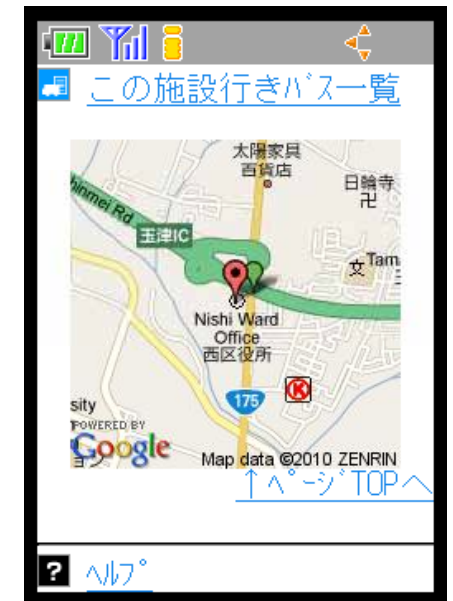 この施設行きバス一覧
太陽家具
百貨店
日輪寺
hinmei Rd
玉津IC
文
Tam
Nishi Ward
Office
西区役所
175
K
sity
POWERED BY
Google
Map data ©2010 ZENRIN
↑ページTOPへ
? ヘルプ